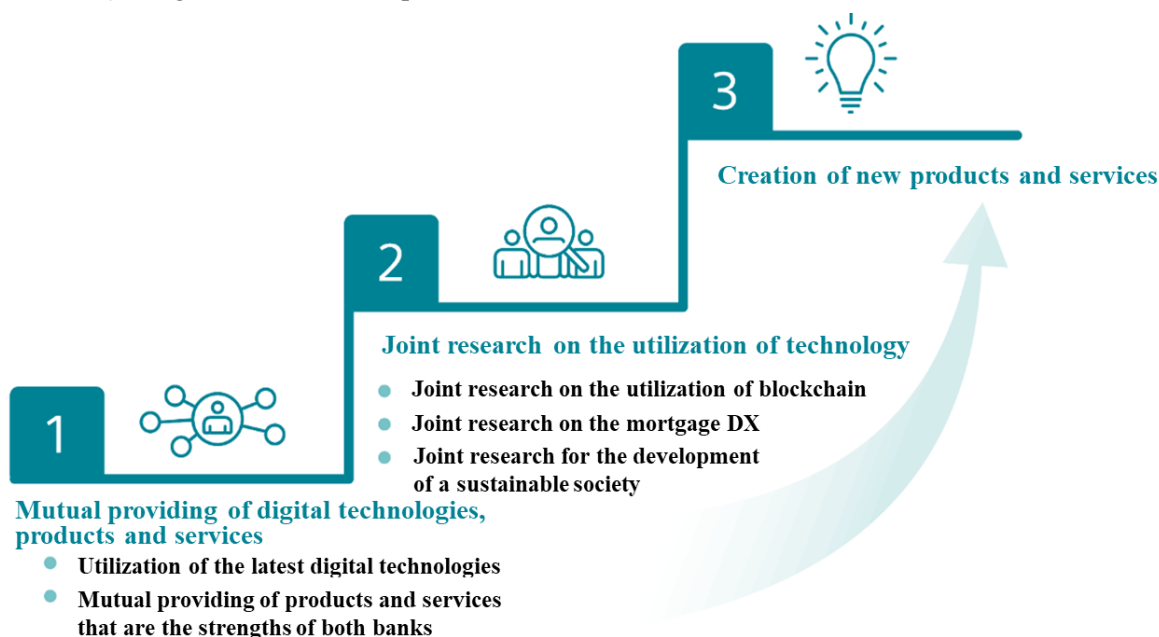 3
Creation of new products and services
2
Joint research on the utilization of technology
Joint research on the utilization of blockchain
Joint research on the mortgage DX
Joint research for the development
of a sustainable society
1
Mutual providing of digital technologies,
products and services
Utilization of the latest digital technologies
Mutual providing of products and services
that are the strengths of both banks